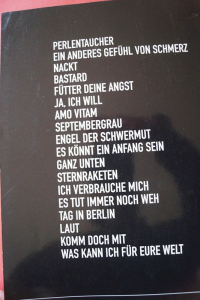 PERLENTAUCHER
EIN ANDERES GEFÜHL VON SCHMERZ
NACKT
BASTARD
FÜTTER DEINE ANGST
JA, ICH WILL
AMO VITAM
SEPTEMBERGRAU
ENGEL DER SCHWERMUT
ES KÖNNT EIN ANFANG SEIN
GANZ UNTEN
STERNRAKETEN
ICH VERBRAUCHE MICH
ES TUT IMMER NOCH WEH
TAG IN BERLIN
LAUT
KOMM DOCH MIT
WAS KANN ICH FÜR EURE WELT